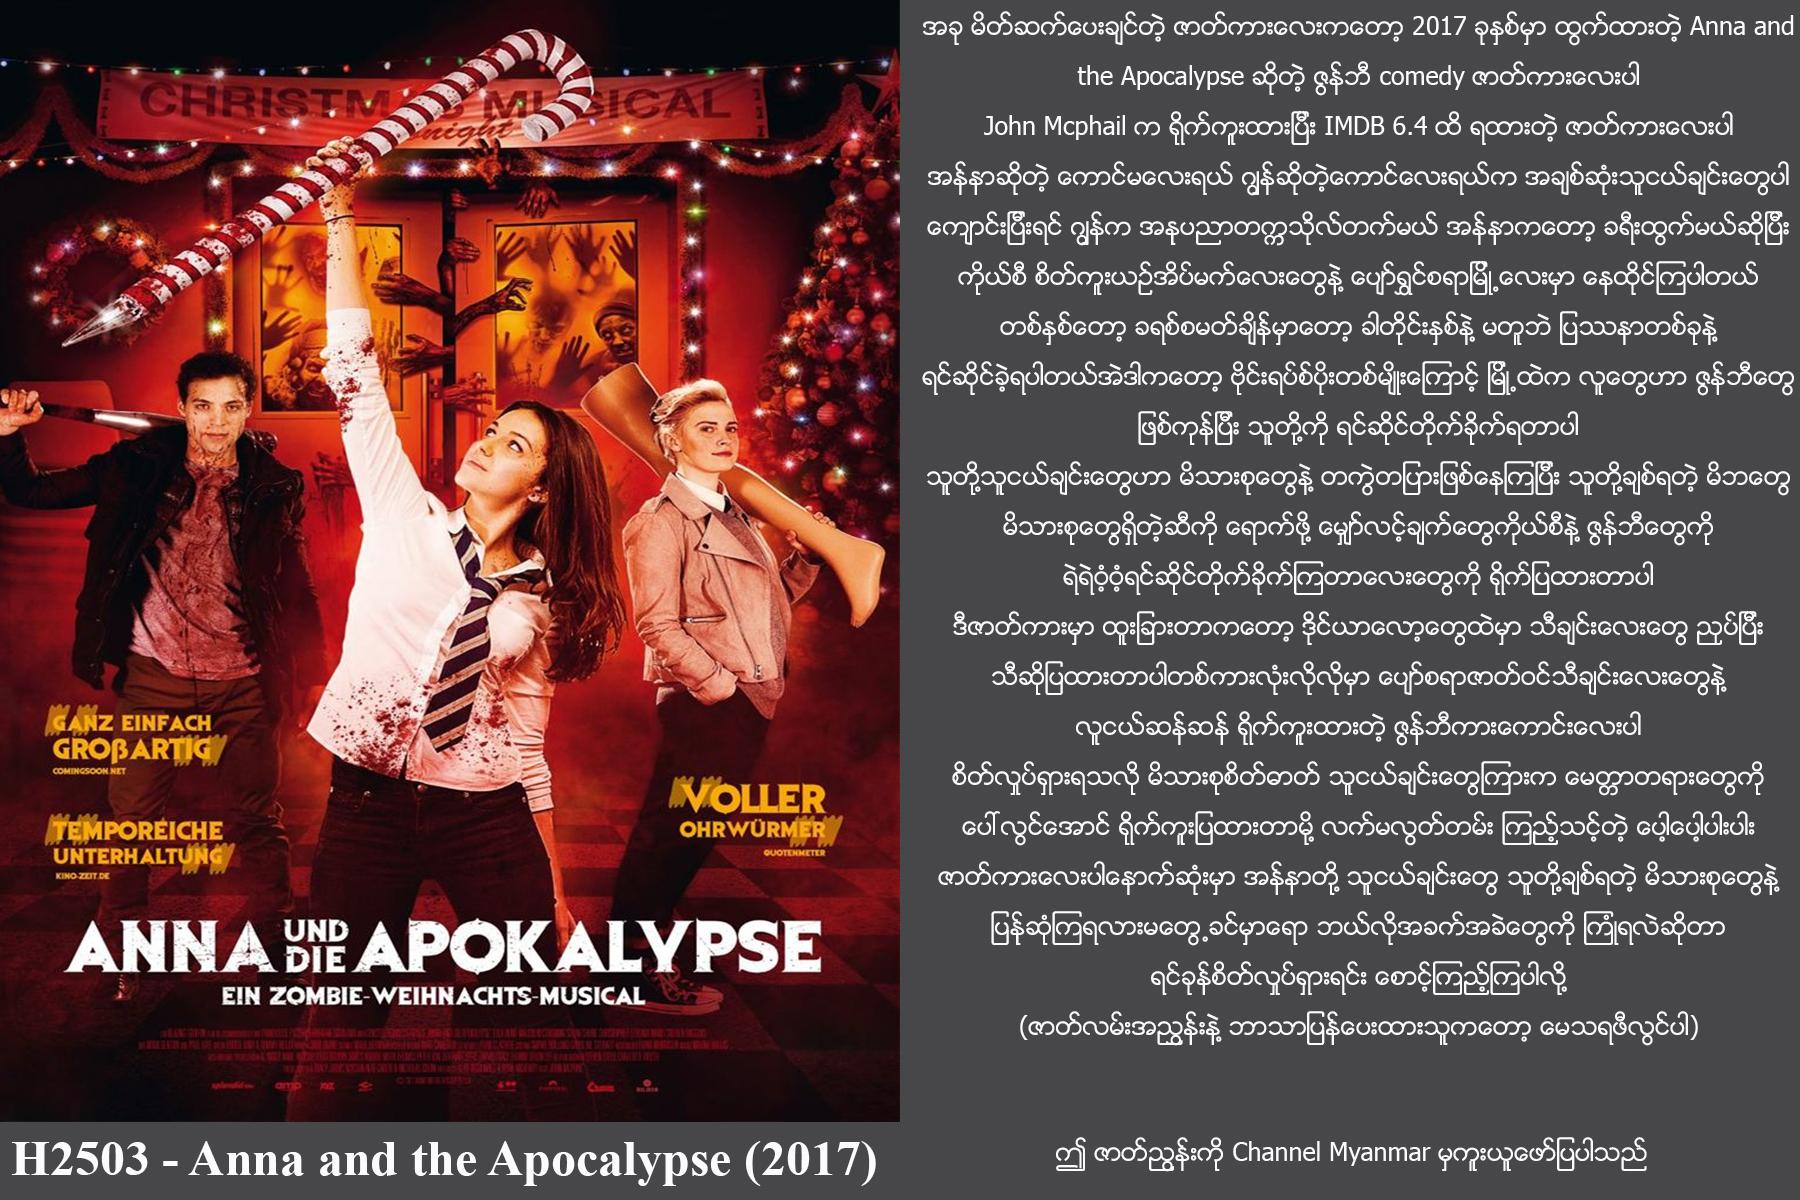 CHRISTMAS MUSICAL
GANZ EINFACH
GROßARTIG
COMINGSOON.NET
TEMPOREICHE
UNTERHALTUNG
KINO-ZEIT.DE
VOLLER
OHRWÜRMER
QUOTENMETER
ANNA UND DIE APOKALYPSE
EIN ZOMBIE-WEIHNACHTS-MUSICAL
H2503 - Anna and the Apocalypse (2017)
အခု မိတ်ဆက်ပေးချင်တဲ့ ဇာတ်ကားလေးကတော့ 2017 ခုနှစ်မှာ ထွက်ထားတဲ့ Anna and
the Apocalypse ဆိုတဲ့ ဇွန်ဘီ comedy ဇာတ်ကားလေးပါ
John Mcphail က ရိုက်ကူးထားပြီး IMDB 6.4 ထိ ရထားတဲ့ ဇာတ်ကားလေးပါ
အန်နာဆိုတဲ့ ကောင်မလေးရယ် ဂျွန်ဆိုတဲ့ကောင်လေးရယ်က အချစ်ဆုံးသူငယ်ချင်းတွေပါ
ကျောင်းပြီးရင် ဂျွန်က အနုပညာတက္ကသိုလ်တက်မယ် အန်နာကတော့ ခရီးထွက်မယ်ဆိုပြီး
ကိုယ်စီ စိတ်ကူးယဉ်အိပ်မက်လေးတွေနဲ့ ပျော်ရွှင်စရာမြို့လေးမှာ နေထိုင်ကြပါတယ်
တစ်နှစ်တော့ ခရစ်စမတ်ချိန်မှာတော့ ခါတိုင်းနှစ်နဲ့ မတူဘဲ ပြဿနာတစ်ခုနဲ့
ရင်ဆိုင်ခဲ့ရပါတယ်အဲဒါကတော့ ဗိုင်းရပ်စ်ပိုးတစ်မျိုးကြောင့် မြို့ထဲက လူတွေဟာ ဇွန်ဘီတွေ
ဖြစ်ကုန်ပြီး သူတို့ကို ရင်ဆိုင်တိုက်ခိုက်ရတာပါ
သူတို့သူငယ်ချင်းတွေဟာ မိသားစုတွေနဲ့ တကွဲတပြားဖြစ်နေကြပြီး သူတို့ချစ်ရတဲ့ မိဘတွေ
မိသားစုတွေရှိတဲ့ဆီကို ရောက်ဖို့ မျှော်လင့်ချက်တွေကိုယ်စီနဲ့ ဇွန်ဘီတွေကို
ရဲရဲဝံ့ဝံ့ရင်ဆိုင်တိုက်ခိုက်ကြတာလေးတွေကို ရိုက်ပြထားတာပါ
ဒီဇာတ်ကားမှာ ထူးခြားတာကတော့ ဒိုင်ယာလော့တွေထဲမှာ သီချင်းလေးတွေ ညှပ်ပြီး
သီဆိုပြထားတာပါတစ်ကားလုံးလိုလိုမှာ ပျော်စရာဇာတ်ဝင်သီချင်းလေးတွေနဲ့
လူငယ်ဆန်ဆန် ရိုက်ကူးထားတဲ့ ဇွန်ဘီကားကောင်းလေးပါ
စိတ်လှုပ်ရှားရသလို မိသားစုစိတ်ဓာတ် သူငယ်ချင်းတွေကြားက မေတ္တာတရားတွေကို
ပေါ်လွင်အောင် ရိုက်ကူးပြထားတာမို့ လက်မလွတ်တမ်း ကြည့်သင့်တဲ့ ပေါ့ပေါ့ပါးပါး
ဇာတ်ကားလေးပါနောက်ဆုံးမှာ အန်နာတို့ သူငယ်ချင်းတွေ သူတို့ချစ်ရတဲ့ မိသားစုတွေနဲ့
ပြန်ဆုံကြရလားမတွေ့ခင်မှာရော ဘယ်လိုအခက်အခဲတွေကို ကြုံရလဲဆိုတာ
ရင်ခုန်စိတ်လှုပ်ရှားရင်း စောင့်ကြည့်ကြပါလို့
(ဇာတ်လမ်းအညွှန်းနဲ့ ဘာသာပြန်ပေးထားသူကတော့ မေသရဖီလွင်ပါ)
ဤ ဇာတ်ညွှန်းကို Channel Myanmar မှကူးယူဖော်ပြပါသည်